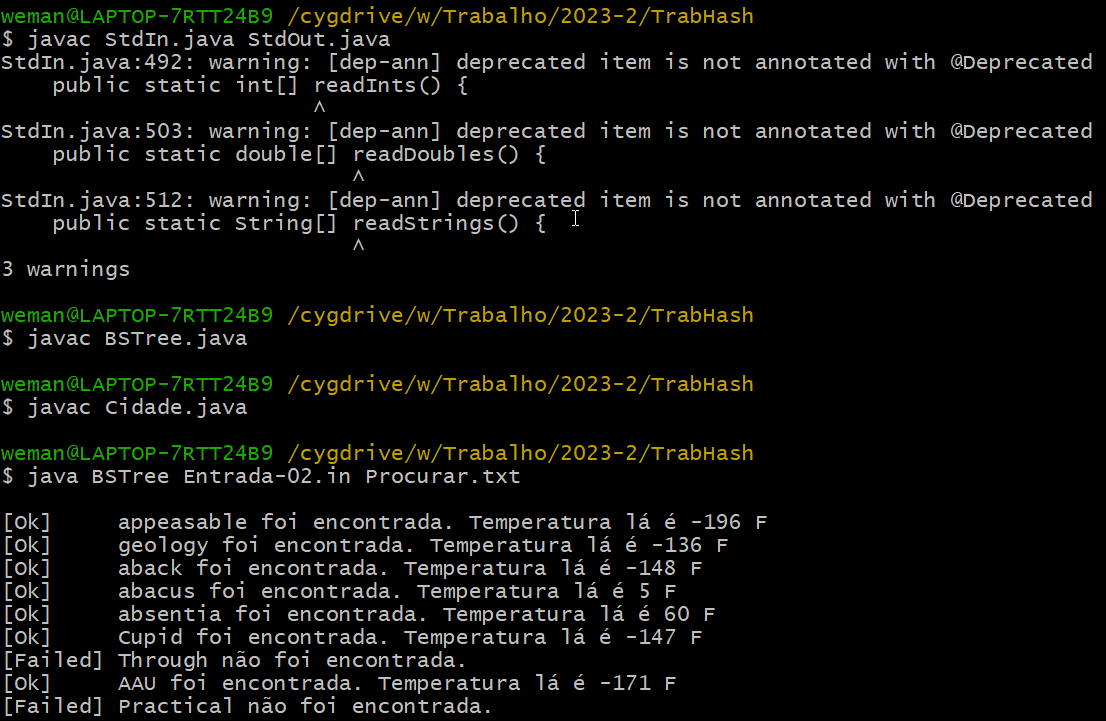 weman@LAPTOP-7RTT24B9 /cygdrive/w/Trabalho/2023-2/TrabHash
$ javac StdIn.java StdOut.java
StdIn.java:492: warning: [dep-ann] deprecated item is not annotated with @Deprecated
    public static int[] readInts() {
                        ^
StdIn.java:503: warning: [dep-ann] deprecated item is not annotated with @Deprecated
    public static double[] readDoubles() {
                           ^
StdIn.java:512: warning: [dep-ann] deprecated item is not annotated with @Deprecated
    public static String[] readStrings() {
                           ^
3 warnings

weman@LAPTOP-7RTT24B9 /cygdrive/w/Trabalho/2023-2/TrabHash
$ javac BSTree.java

weman@LAPTOP-7RTT24B9 /cygdrive/w/Trabalho/2023-2/TrabHash
$ javac Cidade.java

weman@LAPTOP-7RTT24B9 /cygdrive/w/Trabalho/2023-2/TrabHash
$ java BSTree Entrada-02.in Procurar.txt

[Ok]     appeasable foi encontrada. Temperatura lá é -196 F
[Ok]     geology foi encontrada. Temperatura lá é -136 F
[Ok]     aback foi encontrada. Temperatura lá é -148 F
[Ok]     abacus foi encontrada. Temperatura lá é 5 F
[Ok]     absentia foi encontrada. Temperatura lá é 60 F
[Ok]     Cupid foi encontrada. Temperatura lá é -147 F
[Failed] Through não foi encontrada.
[Ok]     AAU foi encontrada. Temperatura lá é -171 F
[Failed] Practical não foi encontrada.